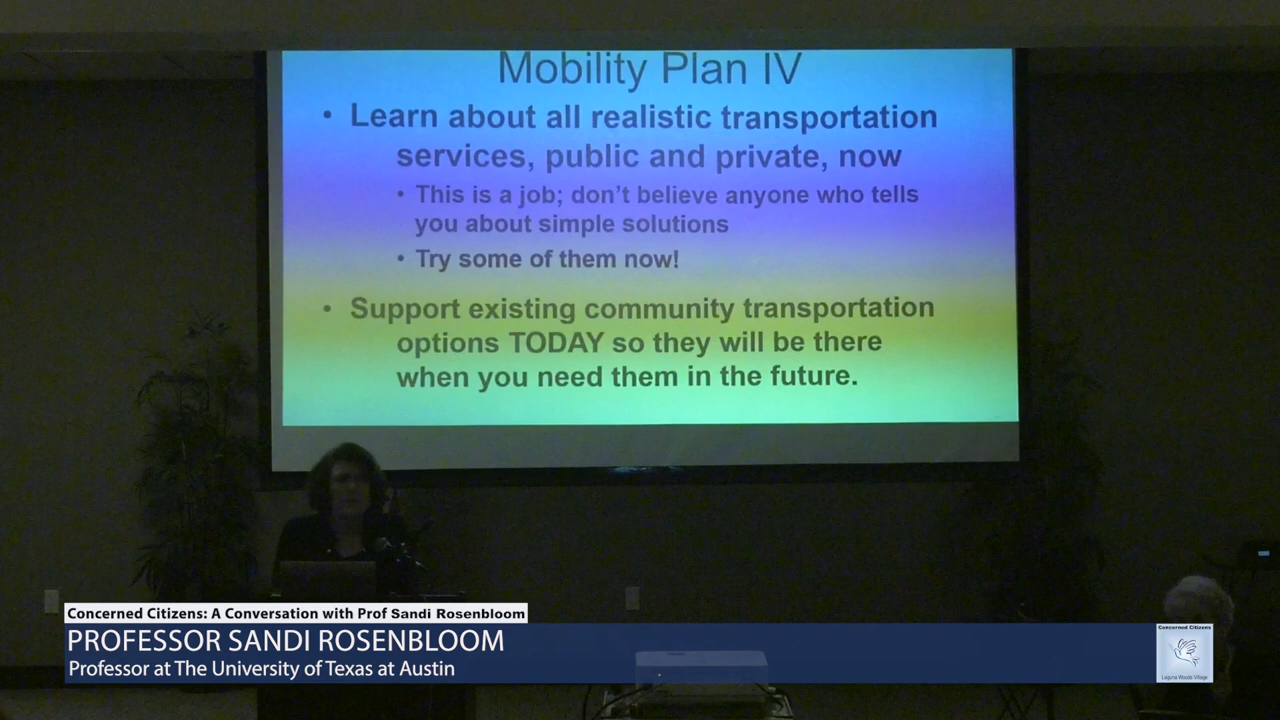 Mobility Plan IV
• Learn about all realistic transportation
services, public and private, now
• This is a job; don't believe anyone who tells
you about simple solutions
• Try some of them now!
• Support existing community transportation
options TODAY so they will be there
when you need them in the future.
Concerned Citizens: A Conversation with Prof Sandi Rosenbloom
PROFESSOR SANDI ROSENBLOOM
Professor at The University of Texas at Austin
Concerned Citizens
Laguna Woods Village